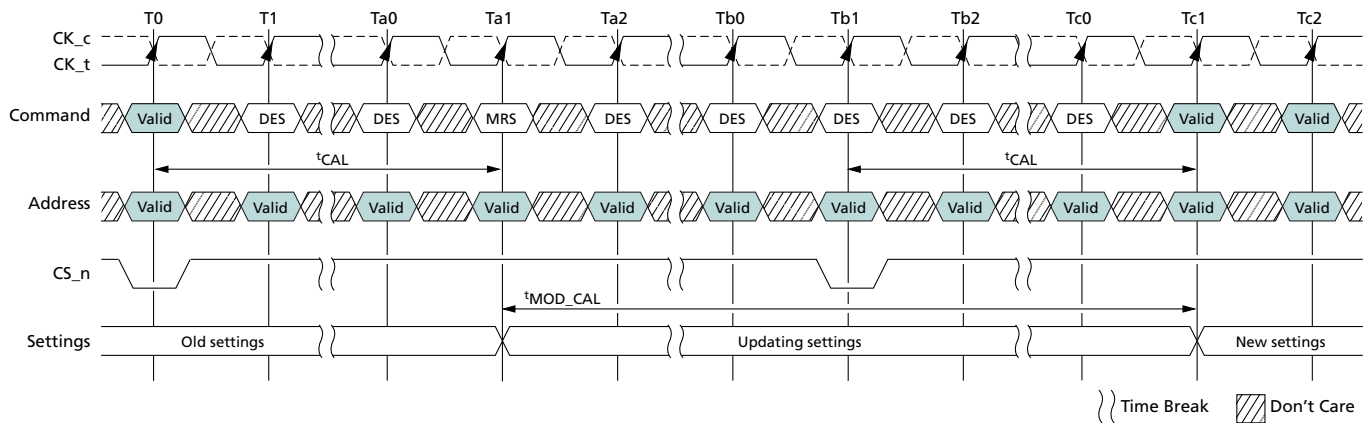 T0 T1 Ta0 Ta1 Ta2 Tb0 Tb1 Tb2 Tc0 Tc1 Tc2
CK_c
CK_t
Command Valid DES DES MRS DES DES DES DES DES Valid Valid
tCAL tCAL
Address Valid Valid Valid Valid Valid Valid Valid Valid Valid Valid Valid
CS_n
tMOD_CAL
Settings Old settings Updating settings New settings
Time Break Don't Care